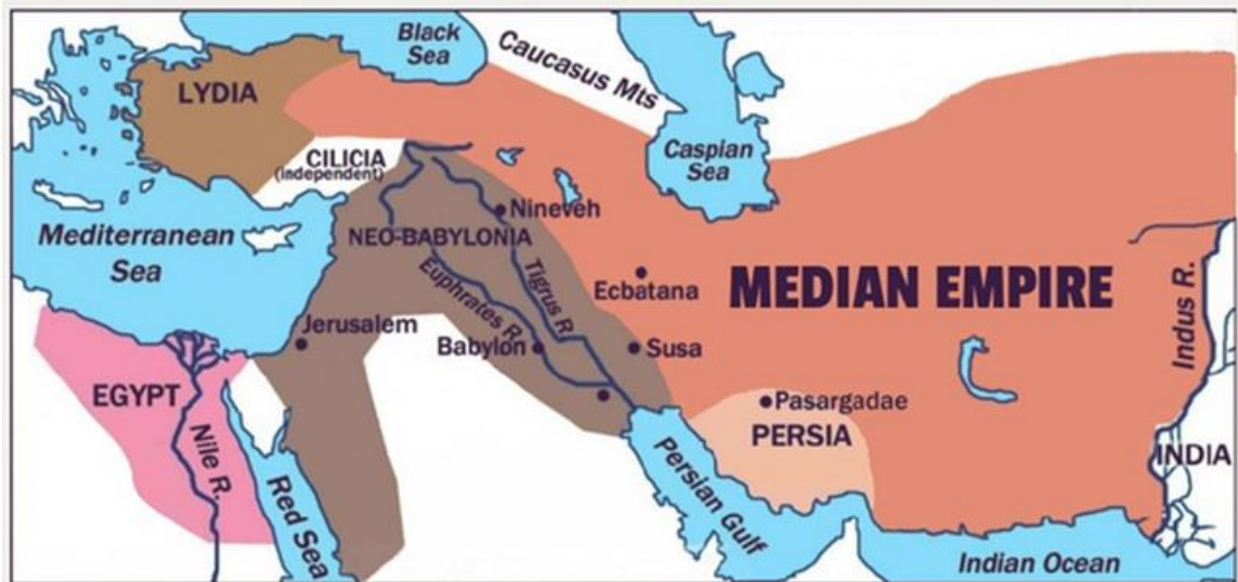 Black
Sea
Caucasus Mts
LYDIA
CILICIA
(independent)
Caspian
Sea
Nineveh
Mediterranean
Sea
NEO-BABYLONIA
Euphrates R.
Tigrus R.
Ecbatana
MEDIAN EMPIRE
Indus R.
Jerusalem
Babylon
Susa
EGYPT
Nile R.
Red Sea
Pasargadae
PERSIA
Persian Gulf
INDIA
Indian Ocean